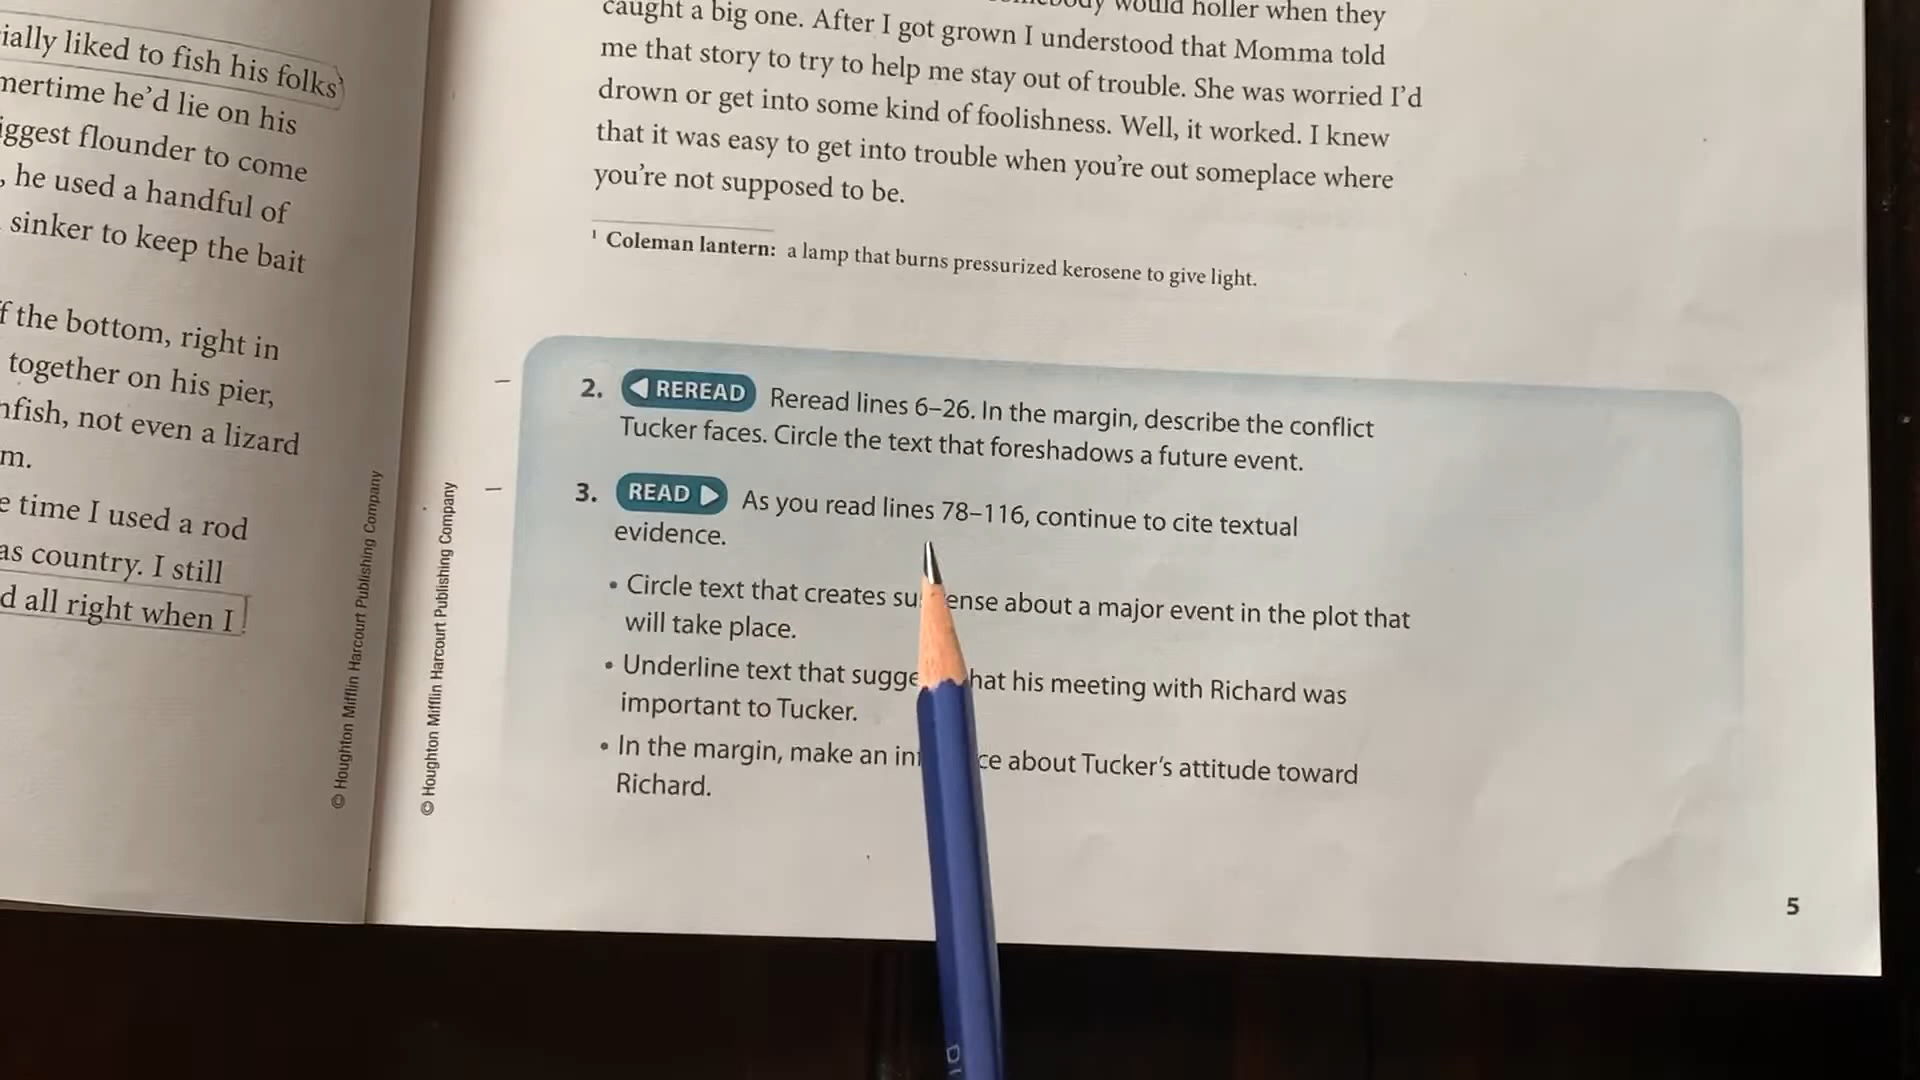 ially liked to fish his folks'
mertime he'd lie on his
iggest flounder to come
, he used a handful of
sinker to keep the bait
f the bottom, right in
together on his pier,
nfish, not even a lizard
m.
e time I used a rod
as country. I still
d all right when I
© Houghton Mifflin Harcourt Publishing Company
would holler when they
caught a big one. After I got grown I understood that Momma told
me that story to try to help me stay out of trouble. She was worried I'd
drown or get into some kind of foolishness. Well, it worked. I knew
that it was easy to get into trouble when you're out someplace where
you're not supposed to be.
1 Coleman lantern: a lamp that burns pressurized kerosene to give light.
2. ◀ REREAD Reread lines 6–26. In the margin, describe the conflict
Tucker faces. Circle the text that foreshadows a future event.
3. READ ▶ As you read lines 78–116, continue to cite textual
evidence.
• Circle text that creates su ense about a major event in the plot that
will take place.
• Underline text that sugge hat his meeting with Richard was
important to Tucker.
• In the margin, make an in ce about Tucker's attitude toward
Richard.
© Houghton Mifflin Harcourt Publishing Company
5